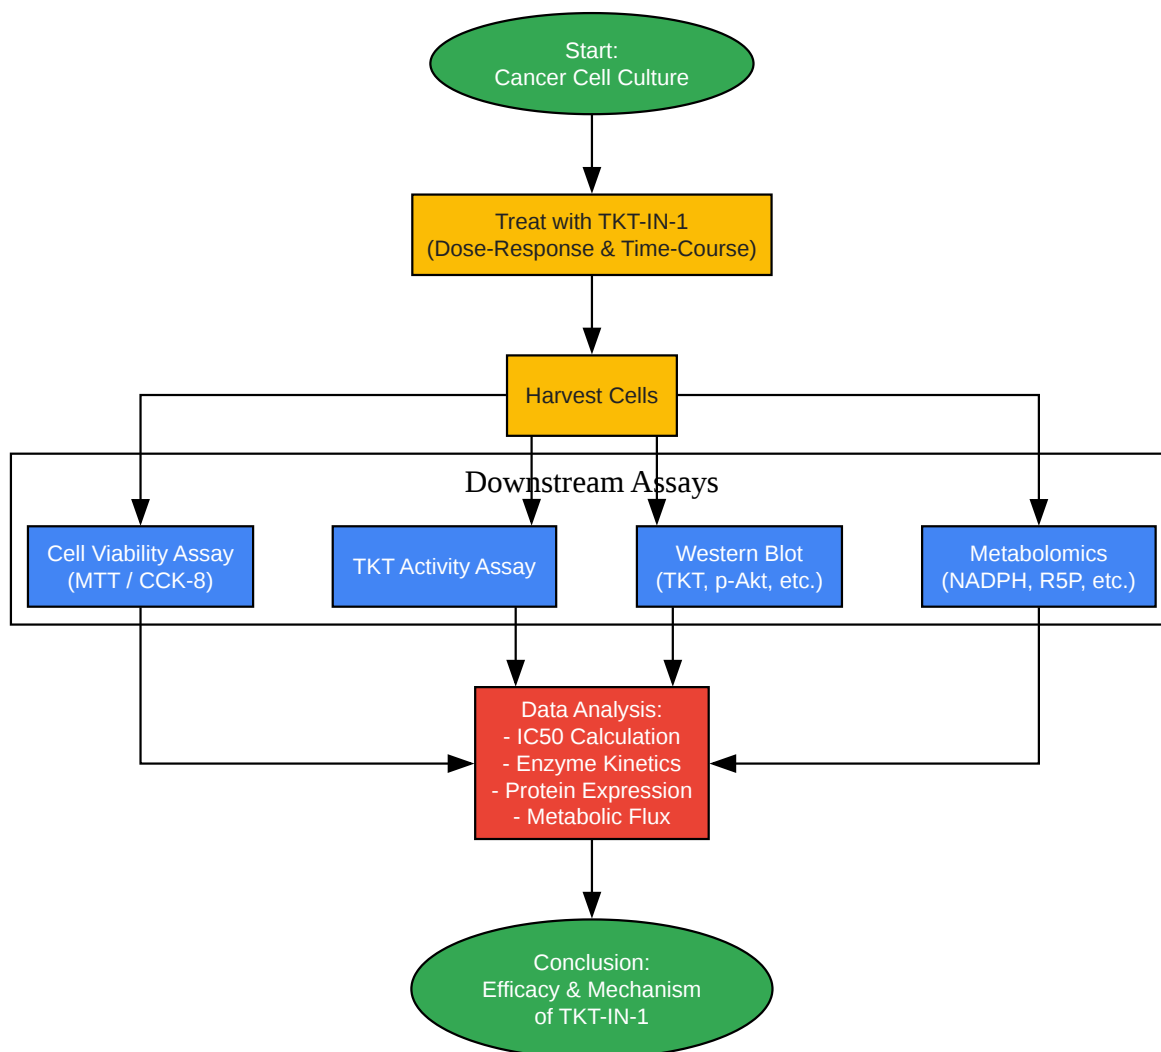 Start:
Cancer Cell Culture
Treat with TKT-IN-1
(Dose-Response & Time-Course)
Harvest Cells
Downstream Assays
Cell Viability Assay
(MTT / CCK-8)
TKT Activity Assay
Western Blot
(TKT, p-Akt, etc.)
Metabolomics
(NADPH, R5P, etc.)
Data Analysis:
- IC50 Calculation
- Enzyme Kinetics
- Protein Expression
- Metabolic Flux
Conclusion:
Efficacy & Mechanism
of TKT-IN-1